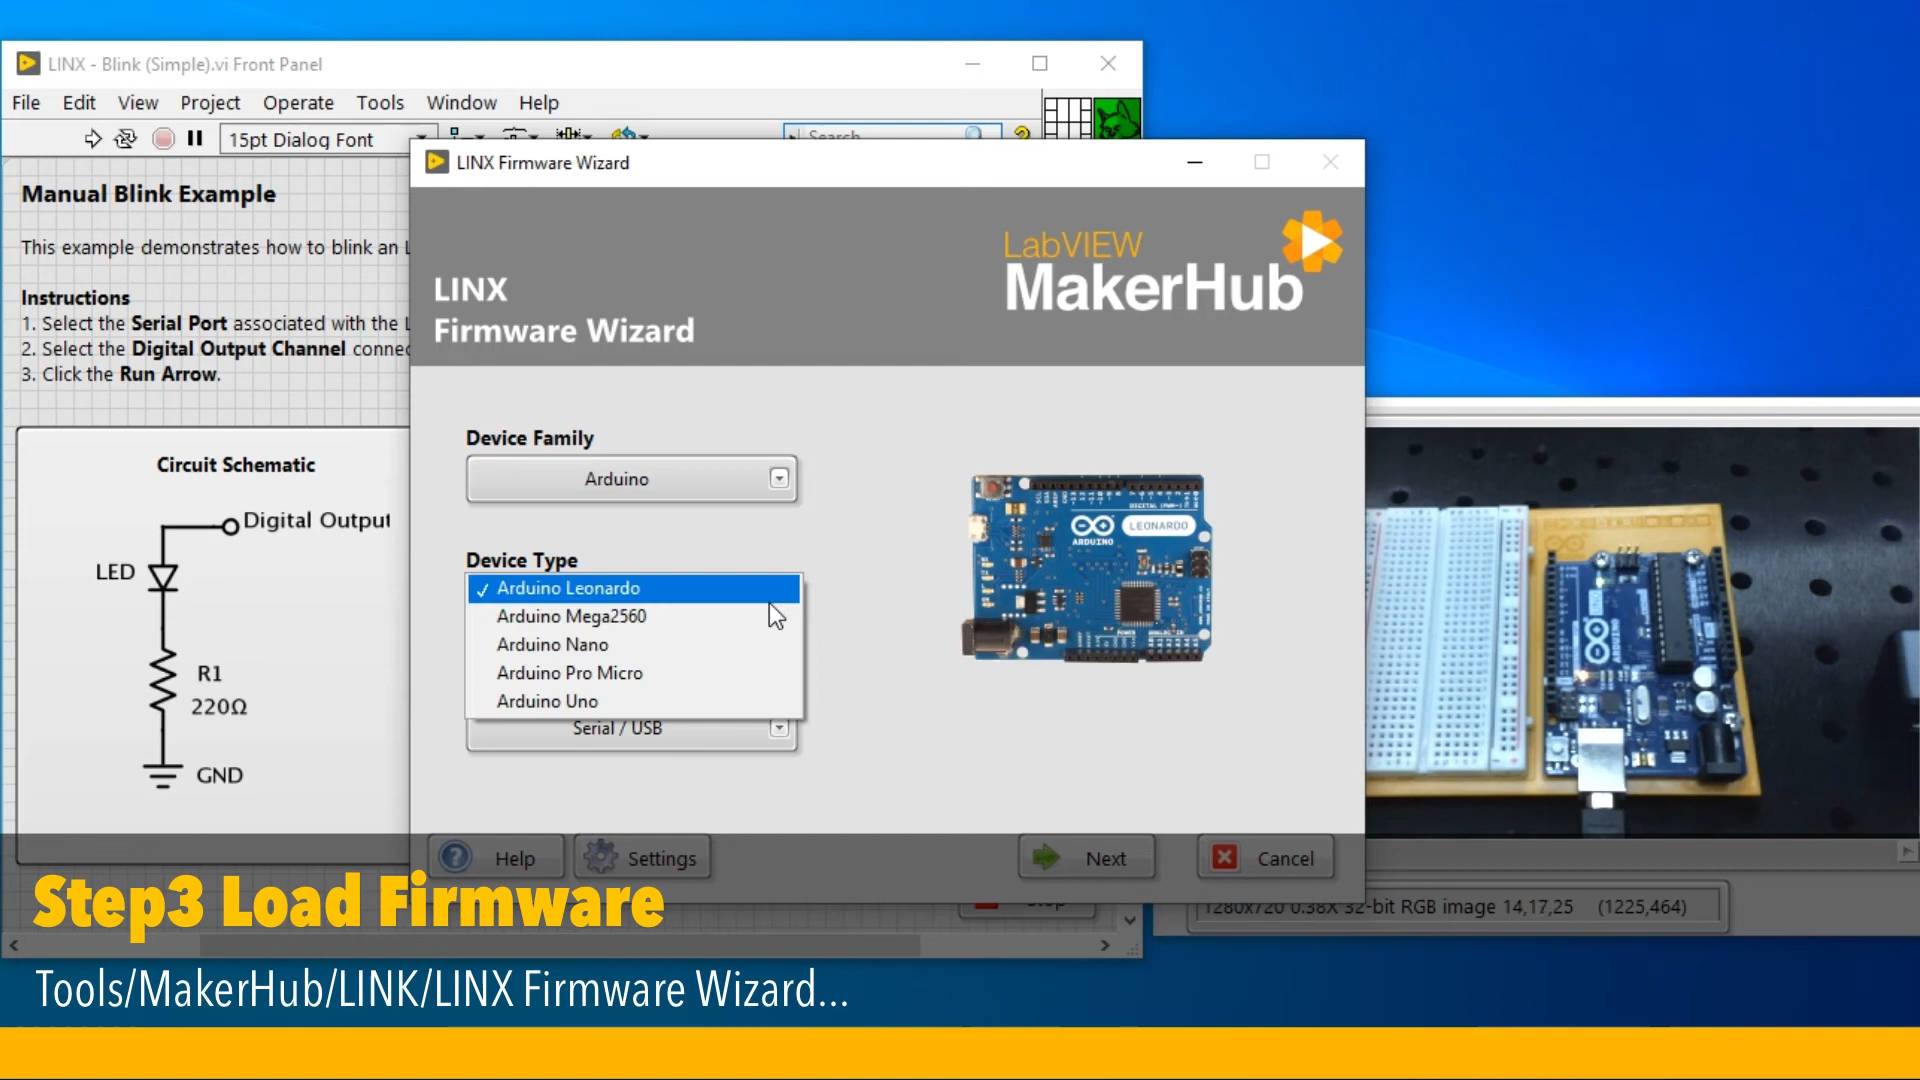 LINX - Blink (Simple).vi Front Panel
File Edit View Project Operate Tools Window Help
15pt Dialog Font
Search
Manual Blink Example
This example demonstrates how to blink an L
Instructions
1. Select the Serial Port associated with the L
2. Select the Digital Output Channel connec
3. Click the Run Arrow.
Circuit Schematic
Digital Output
LED
R1
220Ω
GND
LINX Firmware Wizard
LabVIEW
MakerHub
LINX
Firmware Wizard
Device Family
Arduino
Device Type
Arduino Leonardo
Arduino Mega2560
Arduino Nano
Arduino Pro Micro
Arduino Uno
Serial / USB
ARDUINO
LEONARDO
Help
Settings
Next
Cancel
Stop
1280x720 0.38X 32-bit RGB image 14,17,25 (1225,464)
Step3 Load Firmware
Tools/MakerHub/LINK/LINX Firmware Wizard...